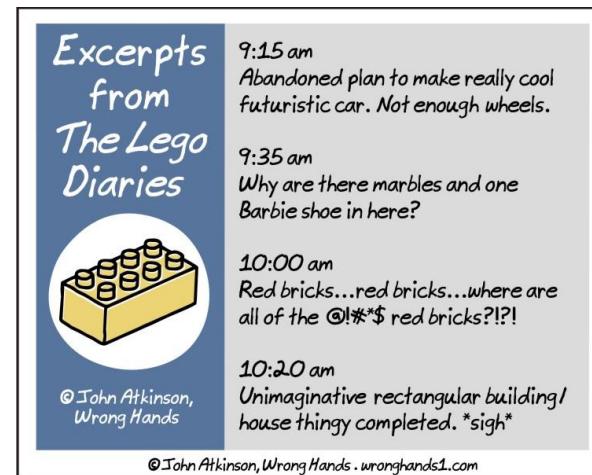 Excerpts
from
The Lego
Diaries
© John Atkinson,
Wrong Hands
9:15 am
Abandoned plan to make really cool
futuristic car. Not enough wheels.
9:35 am
Why are there marbles and one
Barbie shoe in here?
10:00 am
Red bricks...red bricks...where are
all of the @!#*$ red bricks?!?!
10:20 am
Unimaginative rectangular building/
house thingy completed. *sigh*
© John Atkinson, Wrong Hands . wronghands1.com